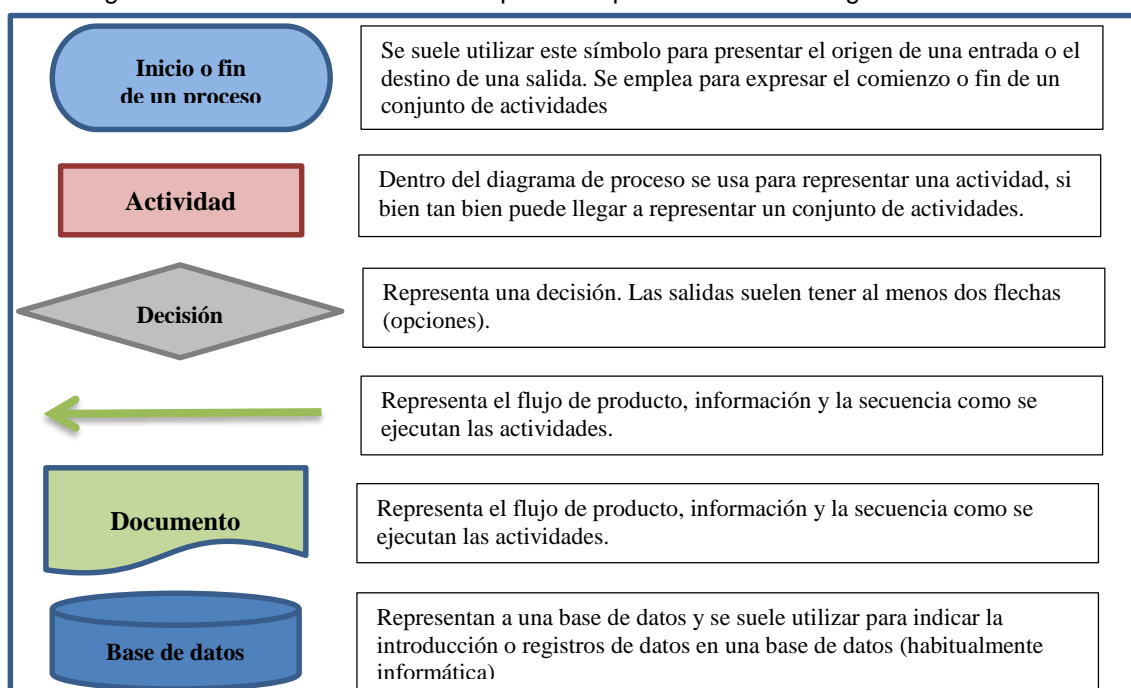 Inicio o fin
de un proceso
Se suele utilizar este símbolo para presentar el origen de una entrada o el
destino de una salida. Se emplea para expresar el comienzo o fin de un
conjunto de actividades
Actividad
Dentro del diagrama de proceso se usa para representar una actividad, si
bien tan bien puede llegar a representar un conjunto de actividades.
Decisión
Representa una decisión. Las salidas suelen tener al menos dos flechas
(opciones).
Representa el flujo de producto, información y la secuencia como se
ejecutan las actividades.
Documento
Representa el flujo de producto, información y la secuencia como se
ejecutan las actividades.
Base de datos
Representan a una base de datos y se suele utilizar para indicar la
introducción o registros de datos en una base de datos (habitualmente
informática)